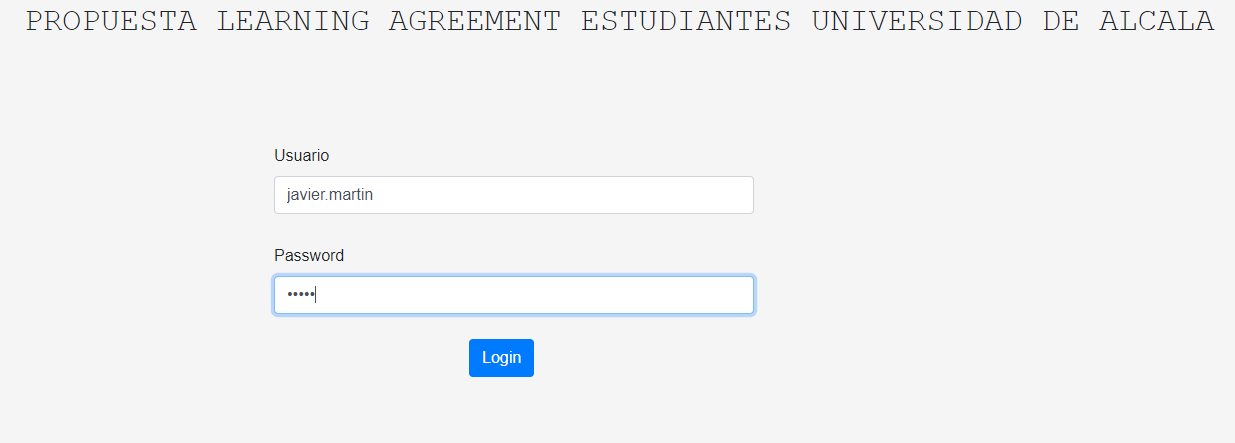 PROPUESTA LEARNING AGREEMENT ESTUDIANTES UNIVERSIDAD DE ALCALA
Usuario
javier.martin
Password
•••••
Login